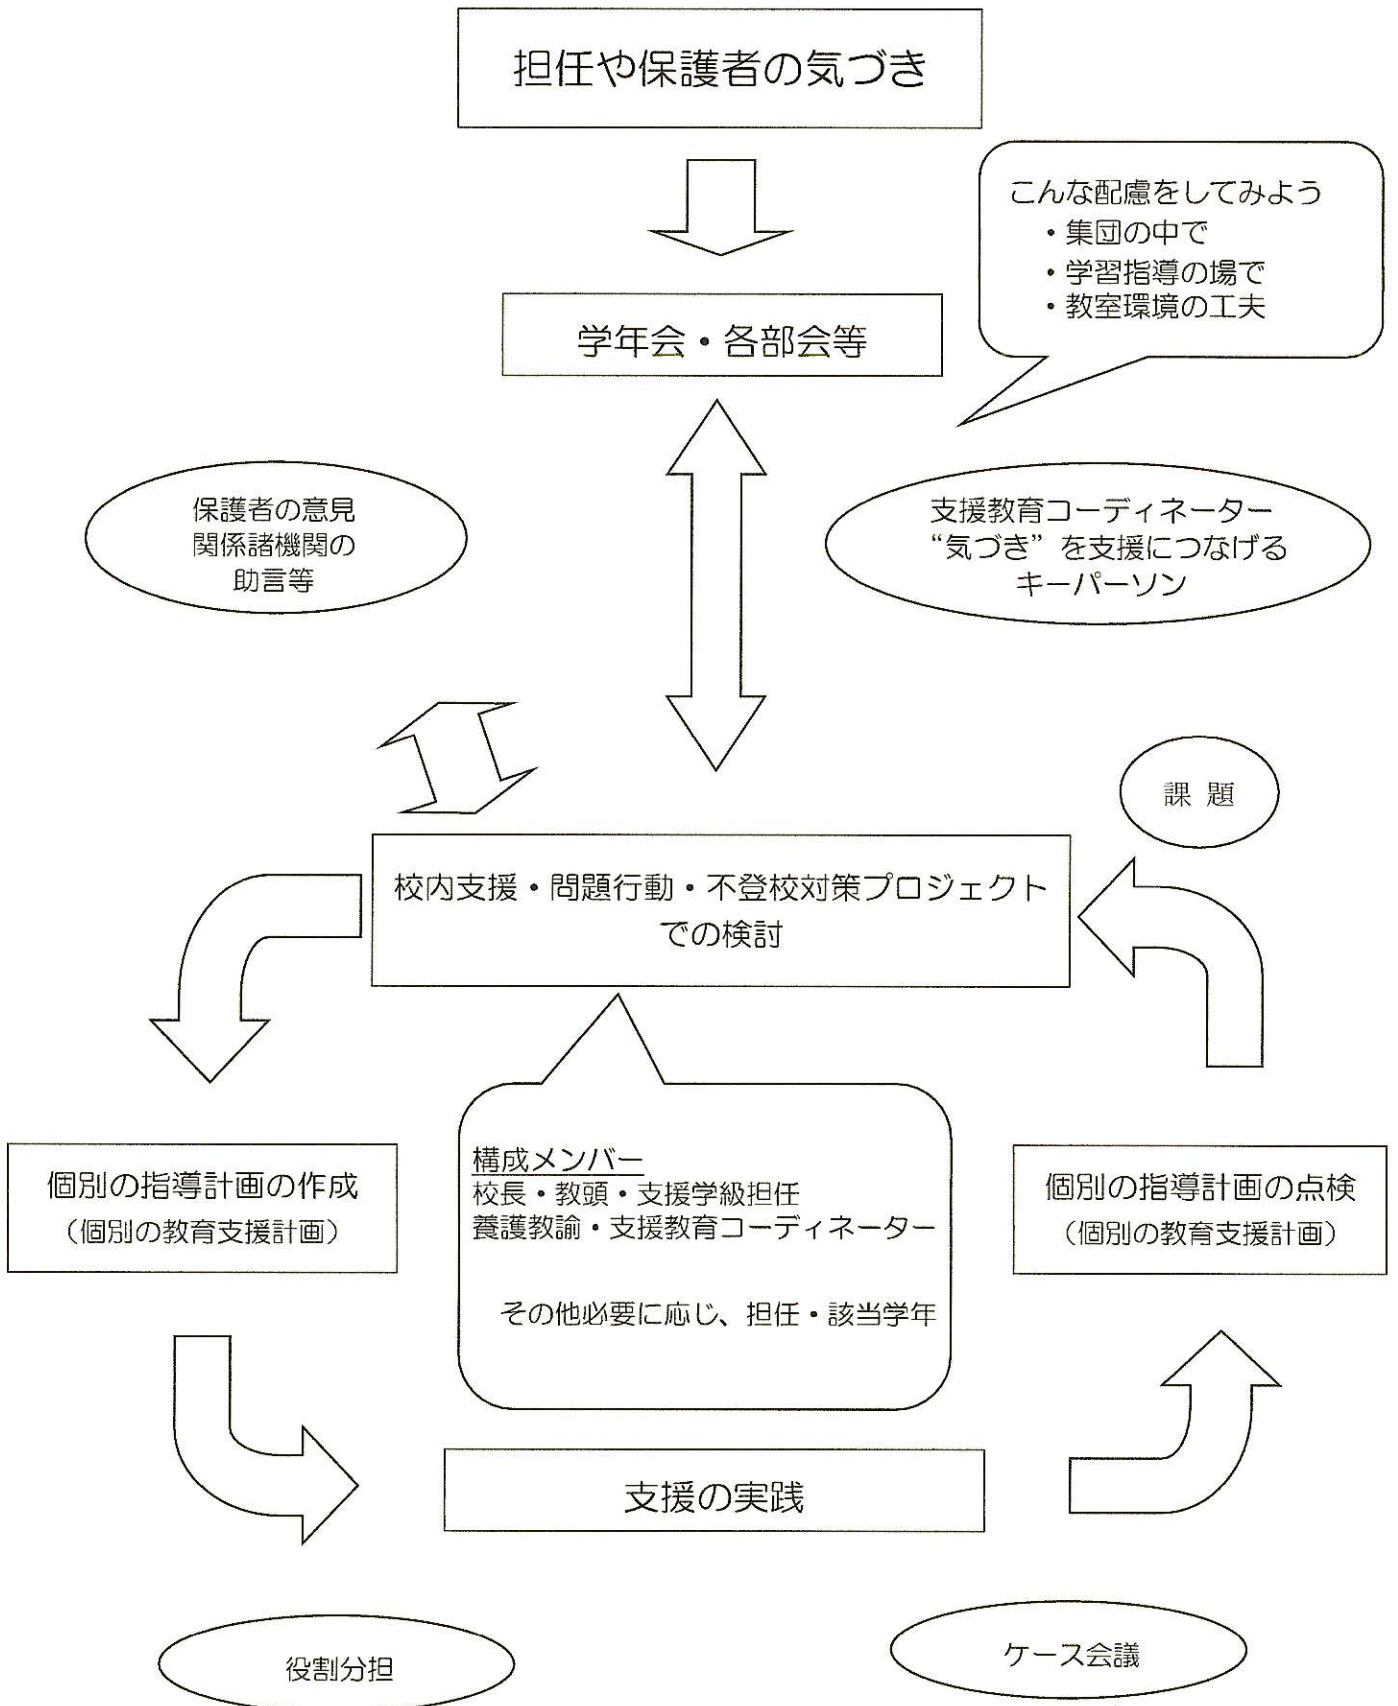 担任や保護者の気づき
こんな配慮をしてみよう
・集団の中で
・学習指導の場で
・教室環境の工夫
学年会・各部会等
保護者の意見
関係諸機関の
助言等
支援教育コーディネーター
“気づき”を支援につなげる
キーパーソン
課 題
校内支援・問題行動・不登校対策プロジェクト
での検討
個別の指導計画の作成
（個別の教育支援計画）
構成メンバー
校長・教頭・支援学級担任
養護教諭・支援教育コーディネーター
その他必要に応じ、担任・該当学年
個別の指導計画の点検
（個別の教育支援計画）
支援の実践
役割分担
ケース会議